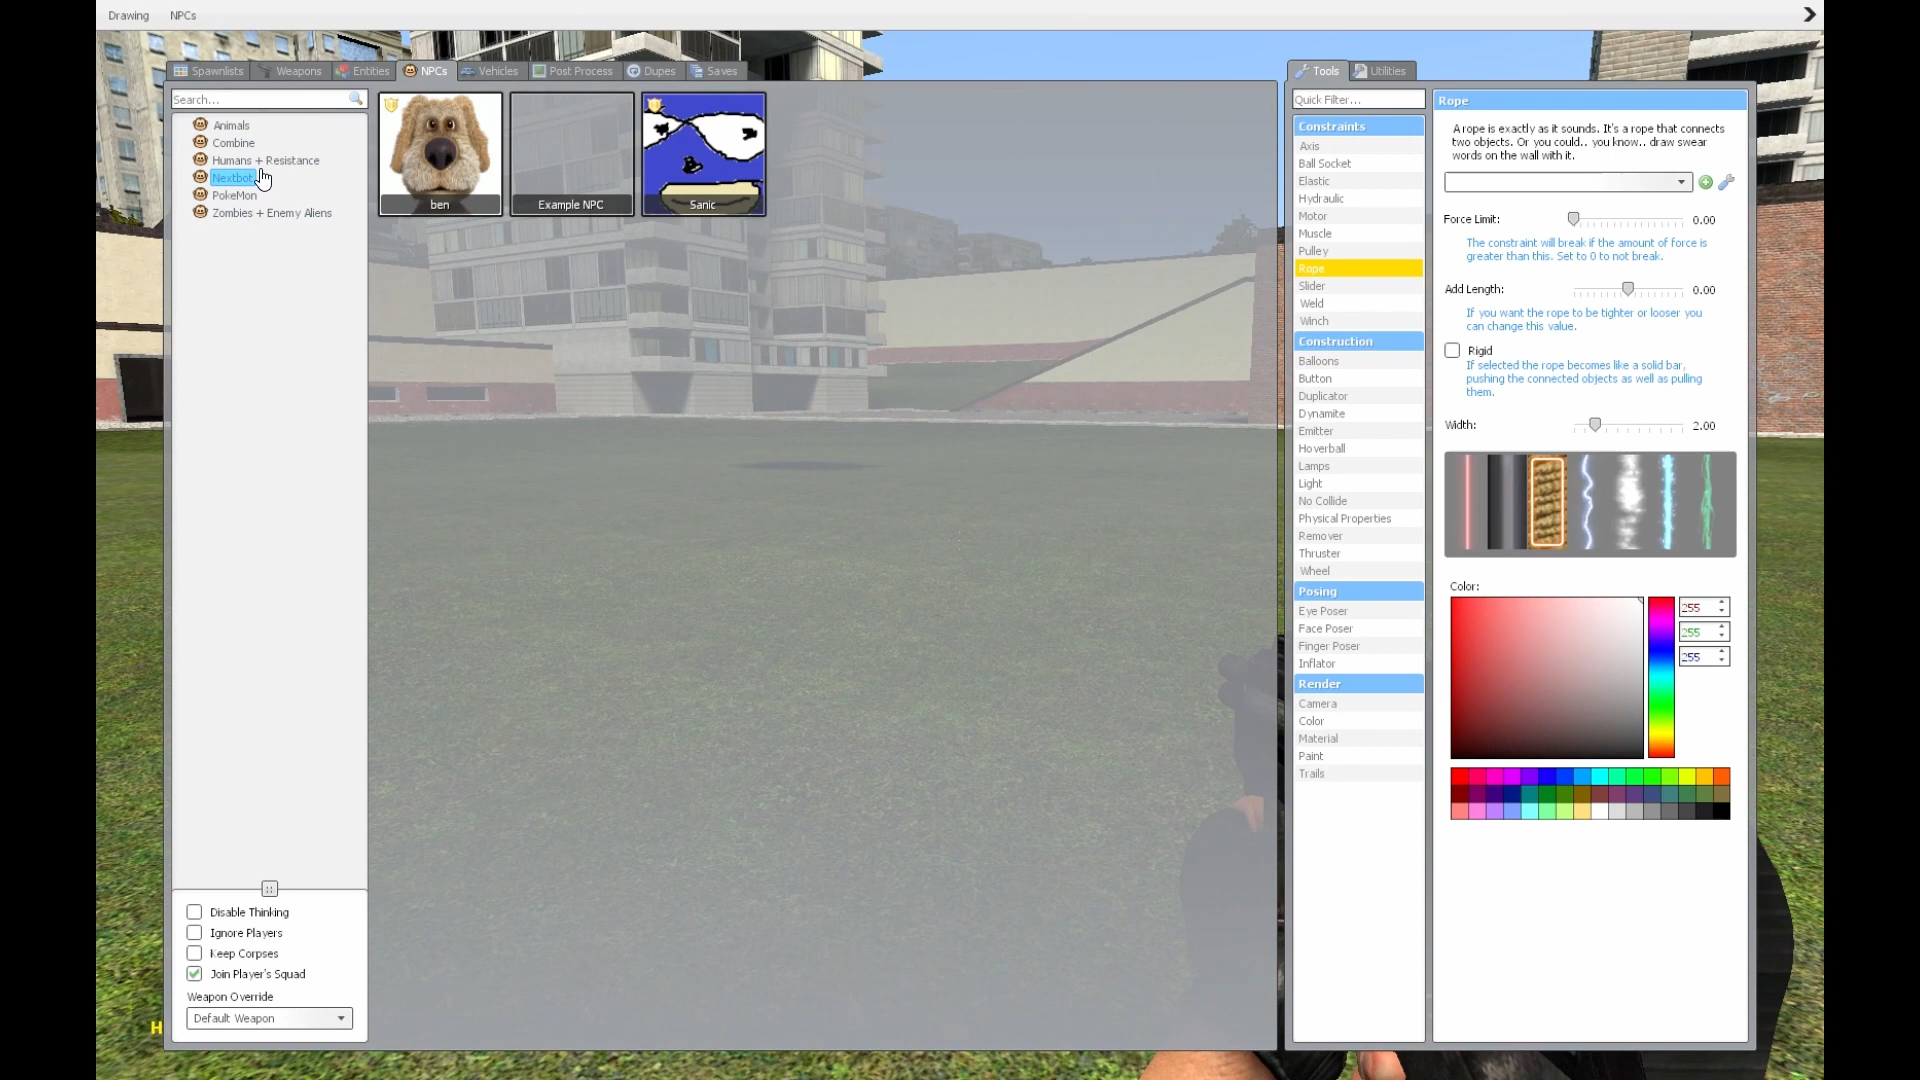 Drawing NPCs
Spawnlists Weapons Entities NPCs Vehicles Post Process Dupes Saves
Search...
Animals
Combine
Humans + Resistance
Nextbot
PokeMon
Zombies + Enemy Aliens
ben
Example NPC
Sanic
Disable Thinking
Ignore Players
Keep Corpses
Join Player's Squad
Weapon Override
Default Weapon
H
Tools Utilities
Quick Filter...
Constraints
Axis
Ball Socket
Elastic
Hydraulic
Motor
Muscle
Pulley
Rope
Slider
Weld
Winch
Construction
Balloons
Button
Duplicator
Dynamite
Emitter
Hoverball
Lamps
Light
No Collide
Physical Properties
Remover
Thruster
Wheel
Posing
Eye Poser
Face Poser
Finger Poser
Inflator
Render
Camera
Color
Material
Paint
Trails
Rope
A rope is exactly as it sounds. It's a rope that connects
two objects. Or you could.. you know.. draw swear
words on the wall with it.
Force Limit: 0.00
The constraint will break if the amount of force is
greater than this. Set to 0 to not break.
Add Length: 0.00
If you want the rope to be tighter or looser you
can change this value.
Rigid
If selected the rope becomes like a solid bar,
pushing the connected objects as well as pulling
them.
Width: 2.00
Color:
255
255
255